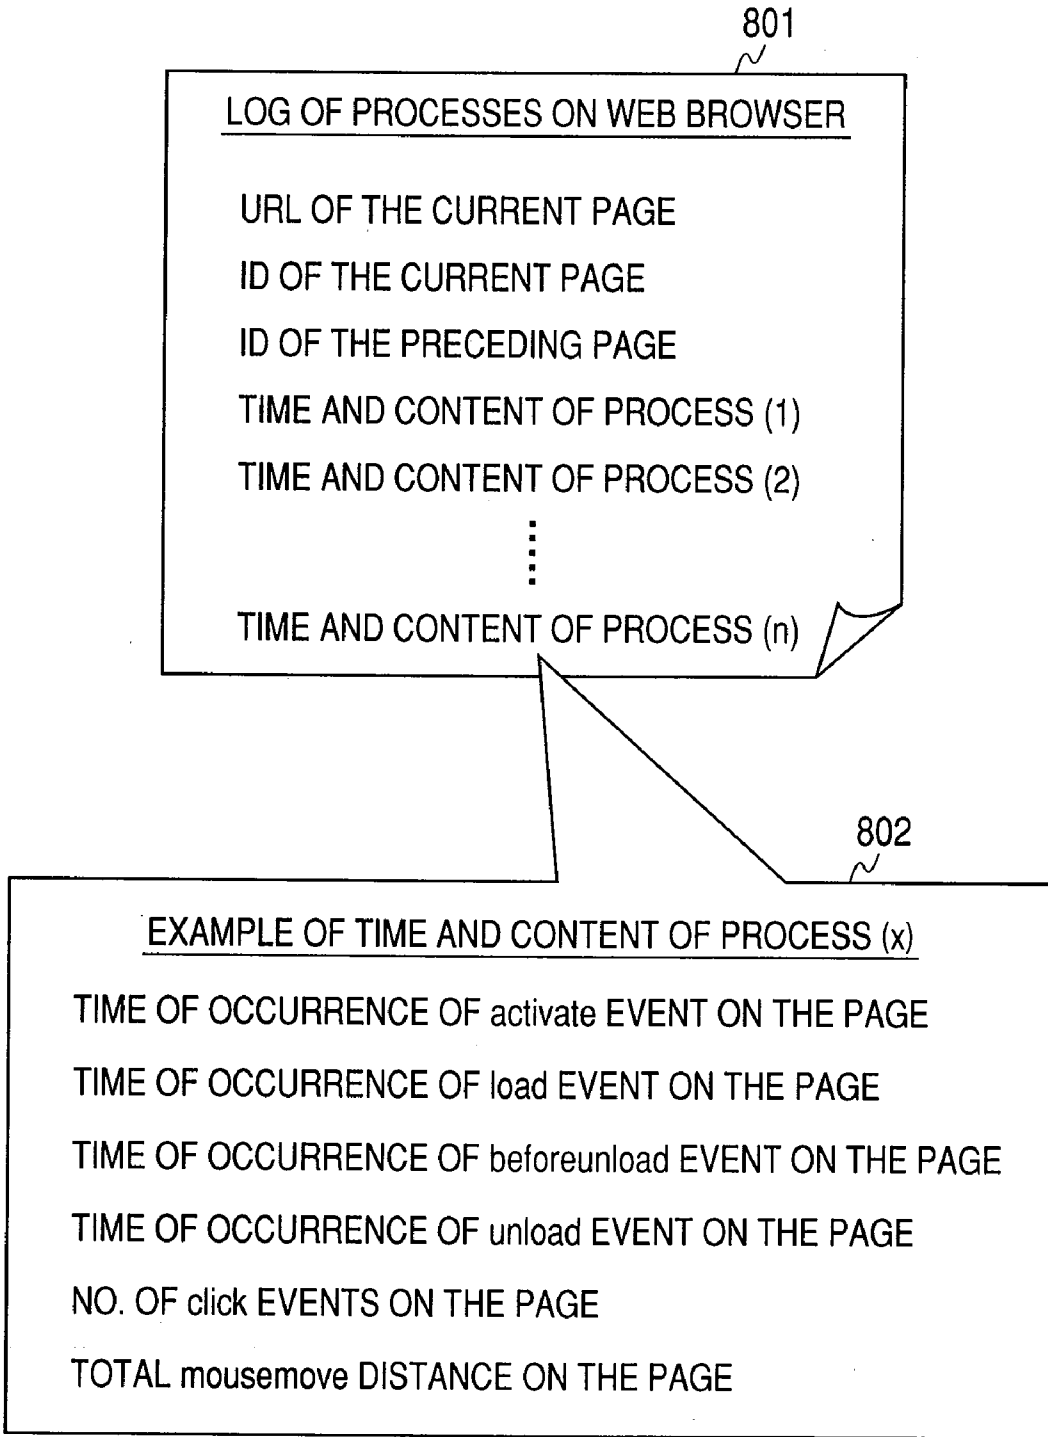 801
LOG OF PROCESSES ON WEB BROWSER
URL OF THE CURRENT PAGE
ID OF THE CURRENT PAGE
ID OF THE PRECEDING PAGE
TIME AND CONTENT OF PROCESS (1)
TIME AND CONTENT OF PROCESS (2)
TIME AND CONTENT OF PROCESS (n)
802
EXAMPLE OF TIME AND CONTENT OF PROCESS (x)
TIME OF OCCURRENCE OF activate EVENT ON THE PAGE
TIME OF OCCURRENCE OF load EVENT ON THE PAGE
TIME OF OCCURRENCE OF beforeunload EVENT ON THE PAGE
TIME OF OCCURRENCE OF unload EVENT ON THE PAGE
NO. OF click EVENTS ON THE PAGE
TOTAL mousemove DISTANCE ON THE PAGE